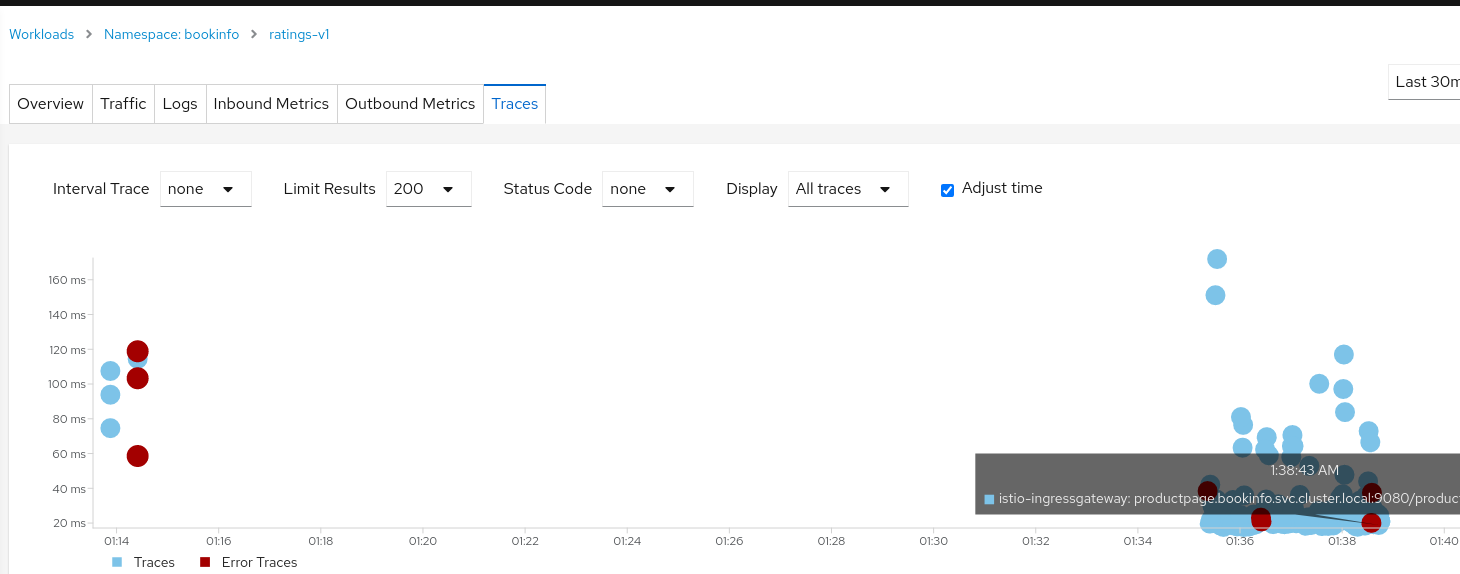 Workloads > Namespace: bookinfo > ratings-v1
Last 30m
Overview Traffic Logs Inbound Metrics Outbound Metrics Traces
Interval Trace none Limit Results 200 Status Code none Display All traces Adjust time
160 ms
140 ms
120 ms
100 ms
80 ms
60 ms
40 ms
20 ms
1:38:43 AM
istio-ingressgateway: productpage.bookinfo.svc.cluster.local:9080/product
01:14 01:16 01:18 01:20 01:22 01:24 01:26 01:28 01:30 01:32 01:34 01:36 01:38 01:40
Traces Error Traces